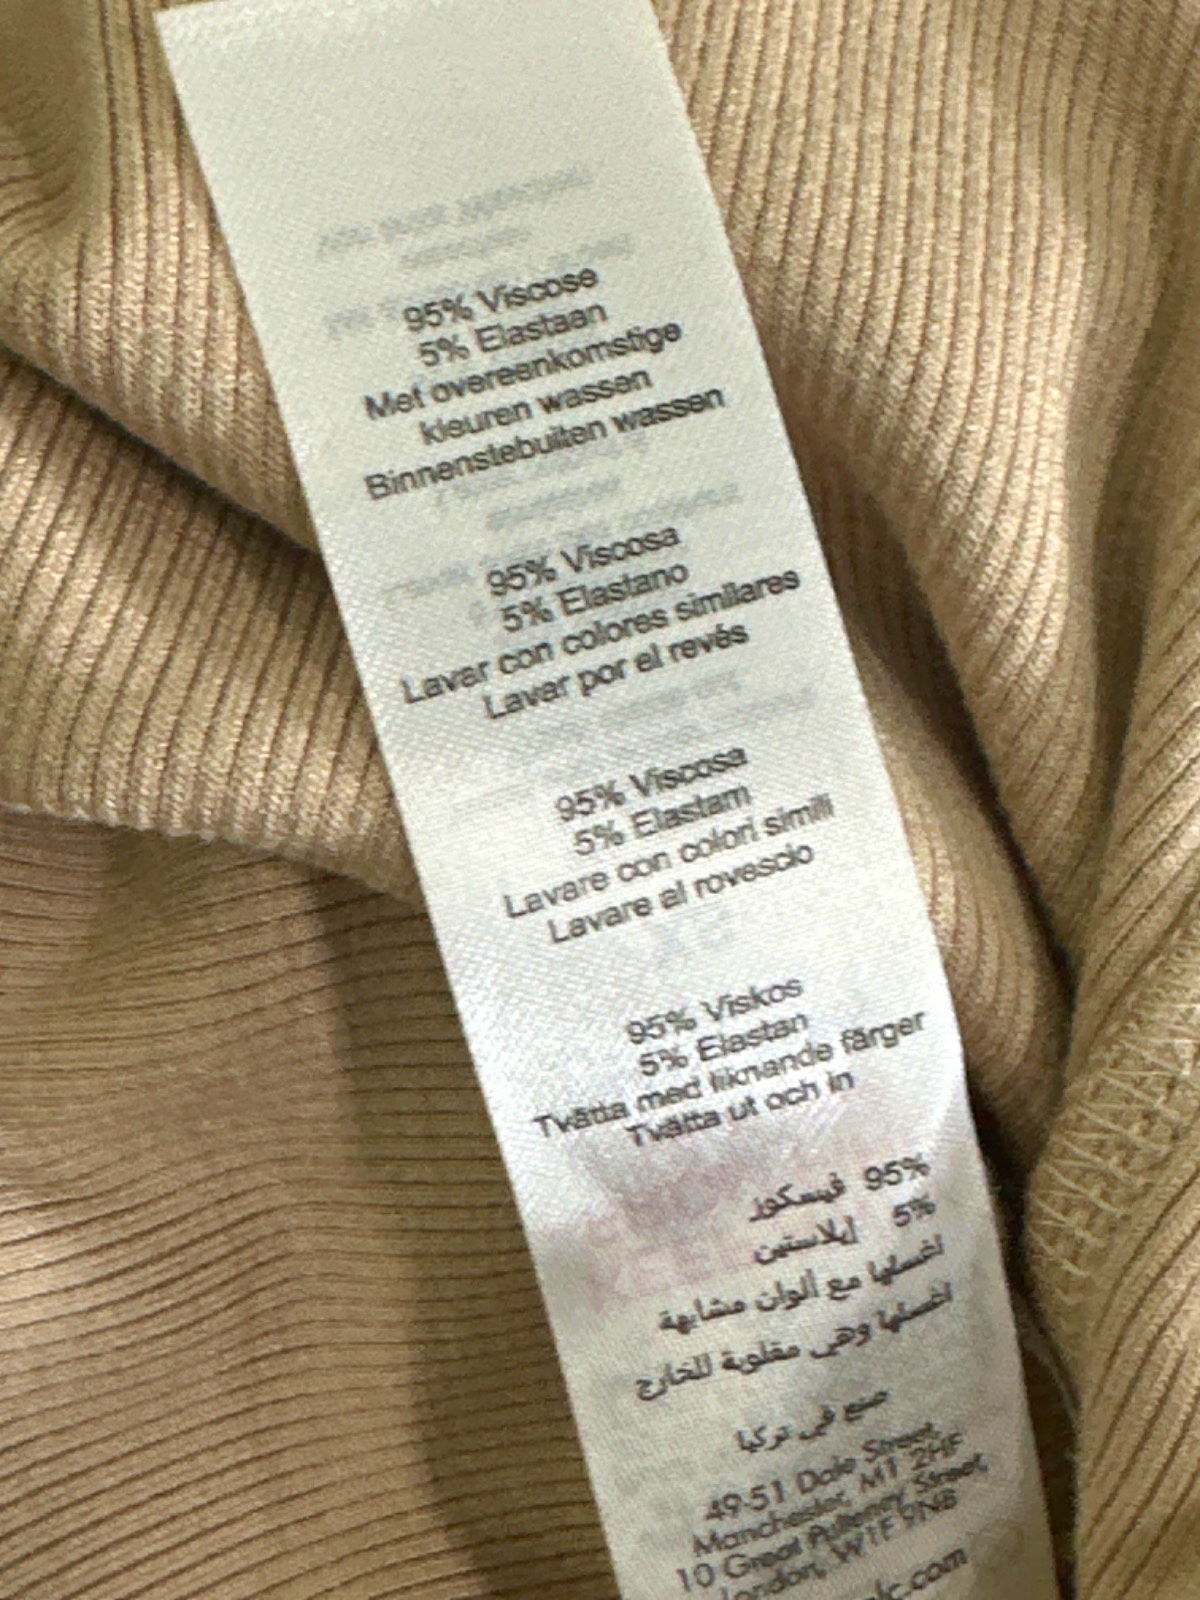 95% Viscose
5% Elastaan
Met overeenkomstige
kleuren wassen
Binnenstebuiten wassen
95% Viscosa
5% Elastano
Lavar con colores similares
Lavar por el revés
95% Viscosa
5% Elastam
Lavare con colori simili
Lavare al rovescio
95% Viskos
5% Elastan
Tvätta med liknande färger
Tvätta ut och in
95% فيسكوز
5% إيلاستين
اغسليها مع ألوان مشابهة
اغسليها وهي مقلوبة للخارج
صنع في تركيا
49-51 Dale Street,
Manchester, M1 2HF
10 Great Pulteney Street,
London, W1F 9NB
.com